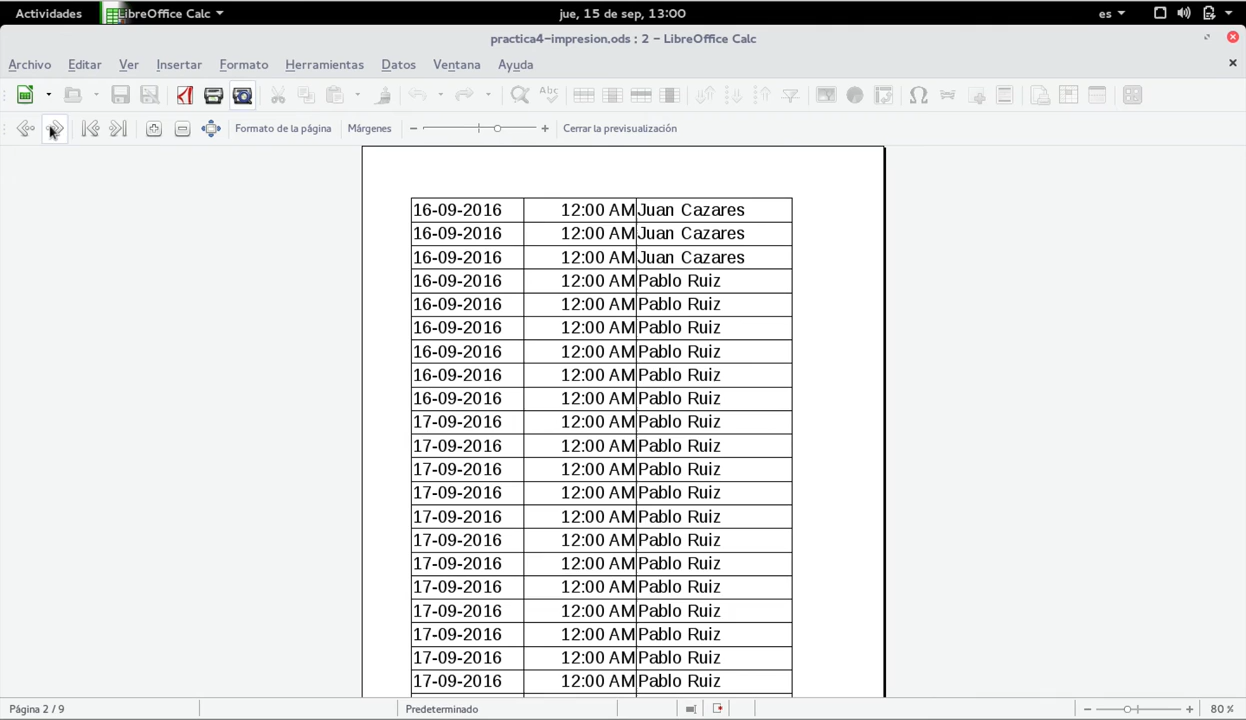 Actividades LibreOffice Calc jue, 15 de sep, 13:00 es
practica4-impresion.ods : 2 - LibreOffice Calc
Archivo Editar Ver Insertar Formato Herramientas Datos Ventana Ayuda
Formato de la página Márgenes Cerrar la previsualización
16-09-2016 12:00 AM Juan Cazares
16-09-2016 12:00 AM Juan Cazares
16-09-2016 12:00 AM Juan Cazares
16-09-2016 12:00 AM Pablo Ruiz
16-09-2016 12:00 AM Pablo Ruiz
16-09-2016 12:00 AM Pablo Ruiz
16-09-2016 12:00 AM Pablo Ruiz
16-09-2016 12:00 AM Pablo Ruiz
16-09-2016 12:00 AM Pablo Ruiz
17-09-2016 12:00 AM Pablo Ruiz
17-09-2016 12:00 AM Pablo Ruiz
17-09-2016 12:00 AM Pablo Ruiz
17-09-2016 12:00 AM Pablo Ruiz
17-09-2016 12:00 AM Pablo Ruiz
17-09-2016 12:00 AM Pablo Ruiz
17-09-2016 12:00 AM Pablo Ruiz
17-09-2016 12:00 AM Pablo Ruiz
17-09-2016 12:00 AM Pablo Ruiz
17-09-2016 12:00 AM Pablo Ruiz
17-09-2016 12:00 AM Pablo Ruiz
17-09-2016 12:00 AM Pablo Ruiz
Página 2 / 9 Predeterminado 80 %